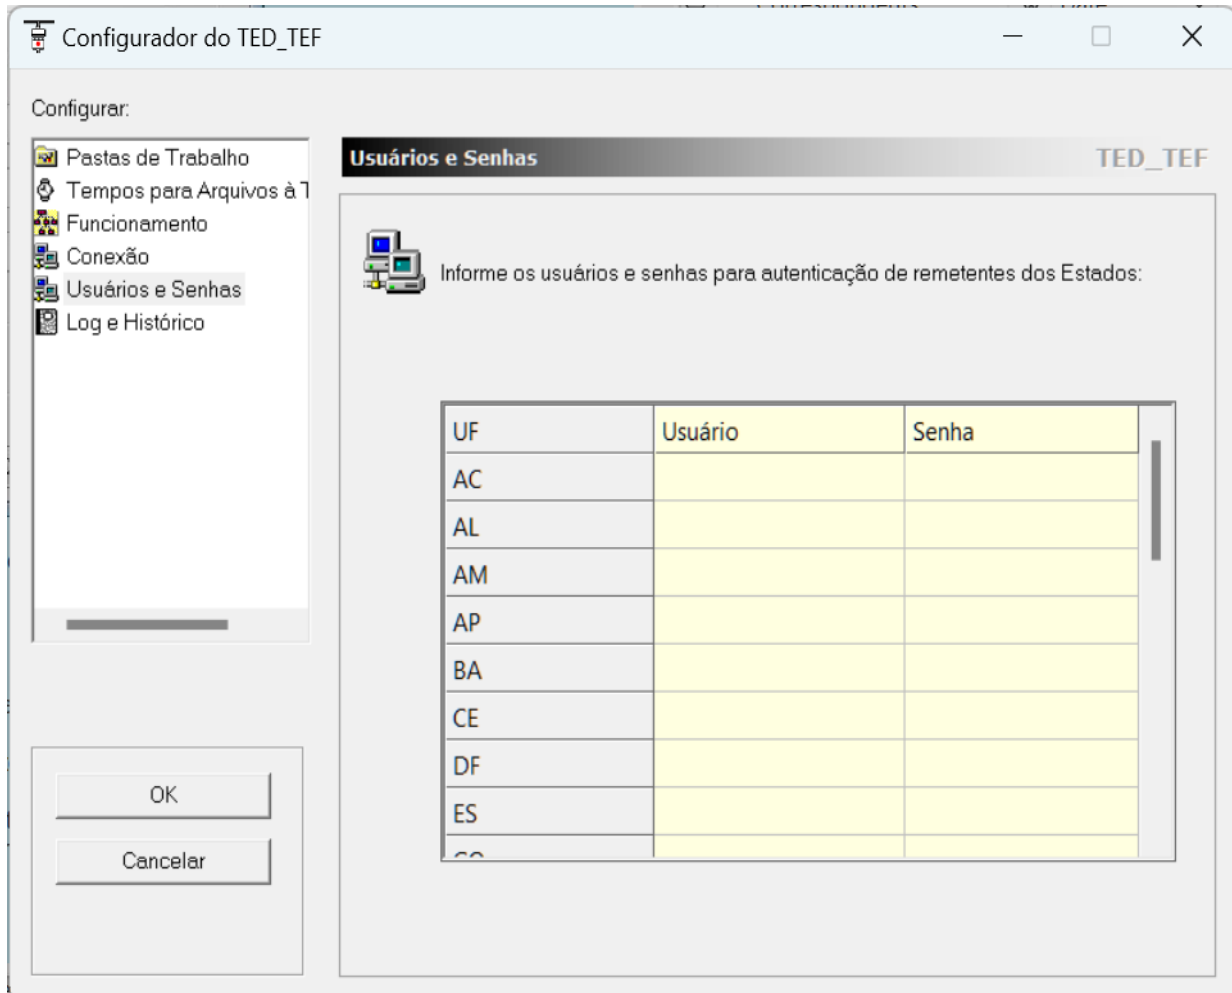 Configurador do TED_TEF
Configurar:
Pastas de Trabalho
Tempos para Arquivos à T
Funcionamento
Conexão
Usuários e Senhas
Log e Histórico
OK
Cancelar
Usuários e Senhas
TED_TEF
Informe os usuários e senhas para autenticação de remetentes dos Estados:
UF Usuário Senha
AC
AL
AM
AP
BA
CE
DF
ES